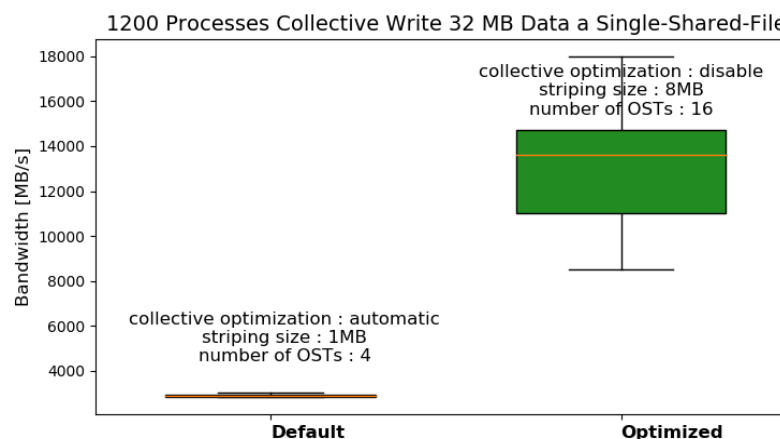 1200 Processes Collective Write 32 MB Data a Single-Shared-File
18000
16000
14000
12000
10000
8000
6000
4000
Bandwidth [MB/s]
collective optimization : disable
striping size : 8MB
number of OSTs : 16
collective optimization : automatic
striping size : 1MB
number of OSTs : 4
Default
Optimized